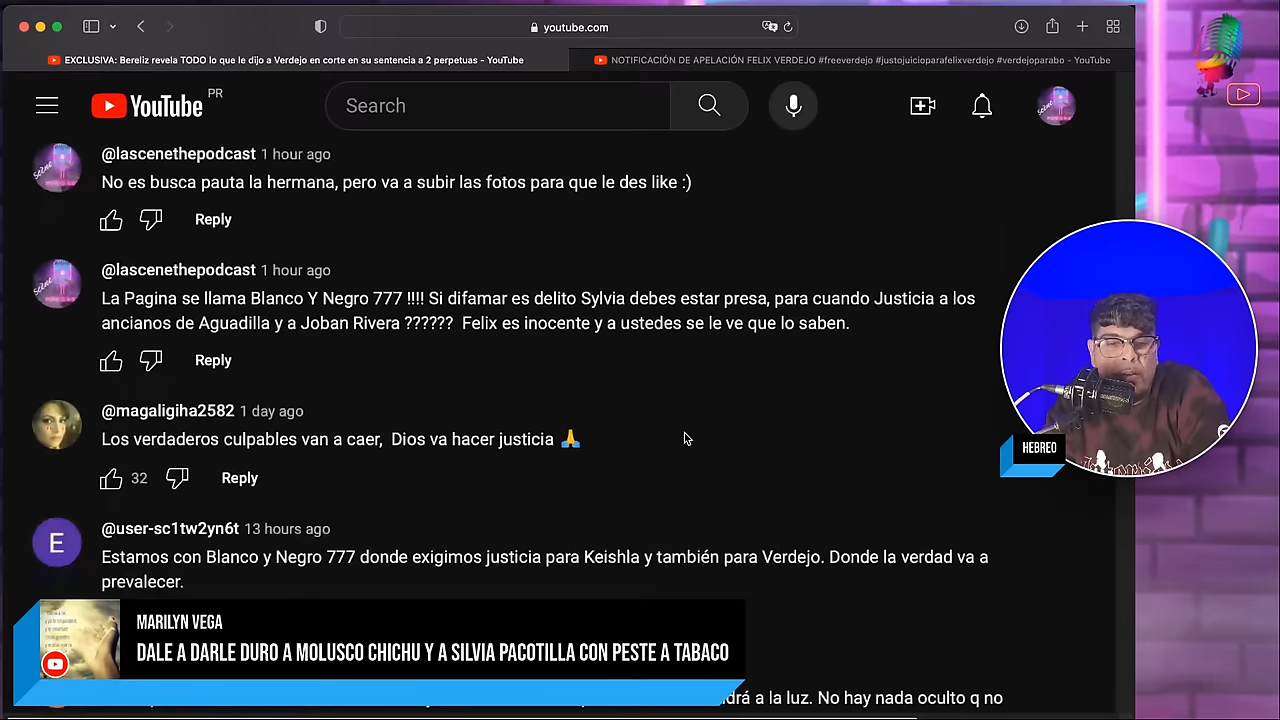 youtube.com
EXCLUSIVA: Bereliz revela TODO lo que le dijo a Verdejo en corte en su sentencia a 2 perpetuas - YouTube
NOTIFICACIÓN DE APELACIÓN FELIX VERDEJO #freeverdejo #justojuicioparafelixverdejo #verdejoparabo - YouTube
YouTube PR
Search
@lascenethepodcast 1 hour ago
No es busca pauta la hermana, pero va a subir las fotos para que le des like :)
Reply
@lascenethepodcast 1 hour ago
La Pagina se llama Blanco Y Negro 777 !!!! Si difamar es delito Sylvia debes estar presa, para cuando Justicia a los
ancianos de Aguadilla y a Joban Rivera ?????? Felix es inocente y a ustedes se le ve que lo saben.
Reply
@magaligiha2582 1 day ago
Los verdaderos culpables van a caer, Dios va hacer justicia 🙏
32 Reply
HEBREO
E
@user-sc1tw2yn6t 13 hours ago
Estamos con Blanco y Negro 777 donde exigimos justicia para Keishla y también para Verdejo. Donde la verdad va a
prevalecer.
MARILYN VEGA
DALE A DARLE DURO A MOLUSCO CHICHU Y A SILVIA PACOTILLA CON PESTE A TABACO
a la luz. No hay nada oculto q no